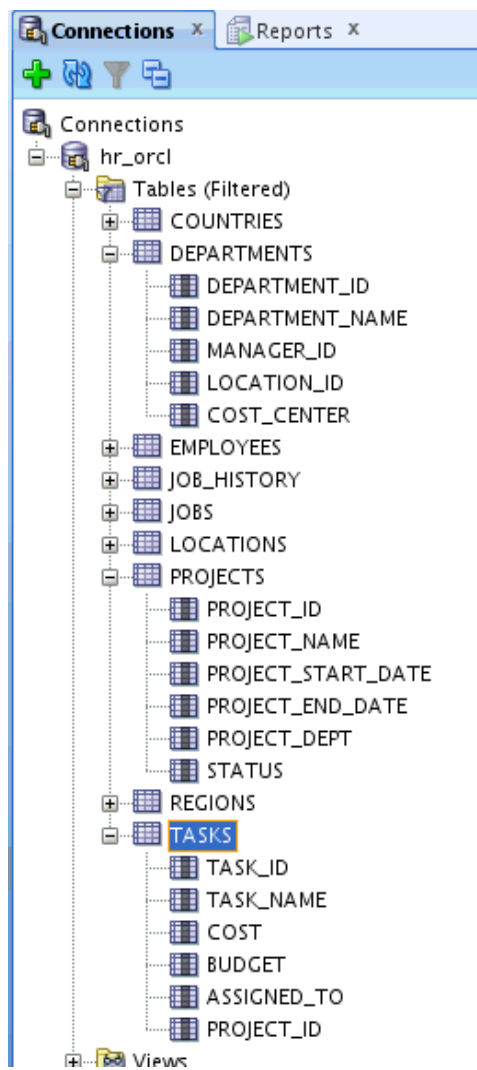 Connections x Reports x
Connections
hr_orcl
Tables (Filtered)
COUNTRIES
DEPARTMENTS
DEPARTMENT_ID
DEPARTMENT_NAME
MANAGER_ID
LOCATION_ID
COST_CENTER
EMPLOYEES
JOB_HISTORY
JOBS
LOCATIONS
PROJECTS
PROJECT_ID
PROJECT_NAME
PROJECT_START_DATE
PROJECT_END_DATE
PROJECT_DEPT
STATUS
REGIONS
TASKS
TASK_ID
TASK_NAME
COST
BUDGET
ASSIGNED_TO
PROJECT_ID
Views